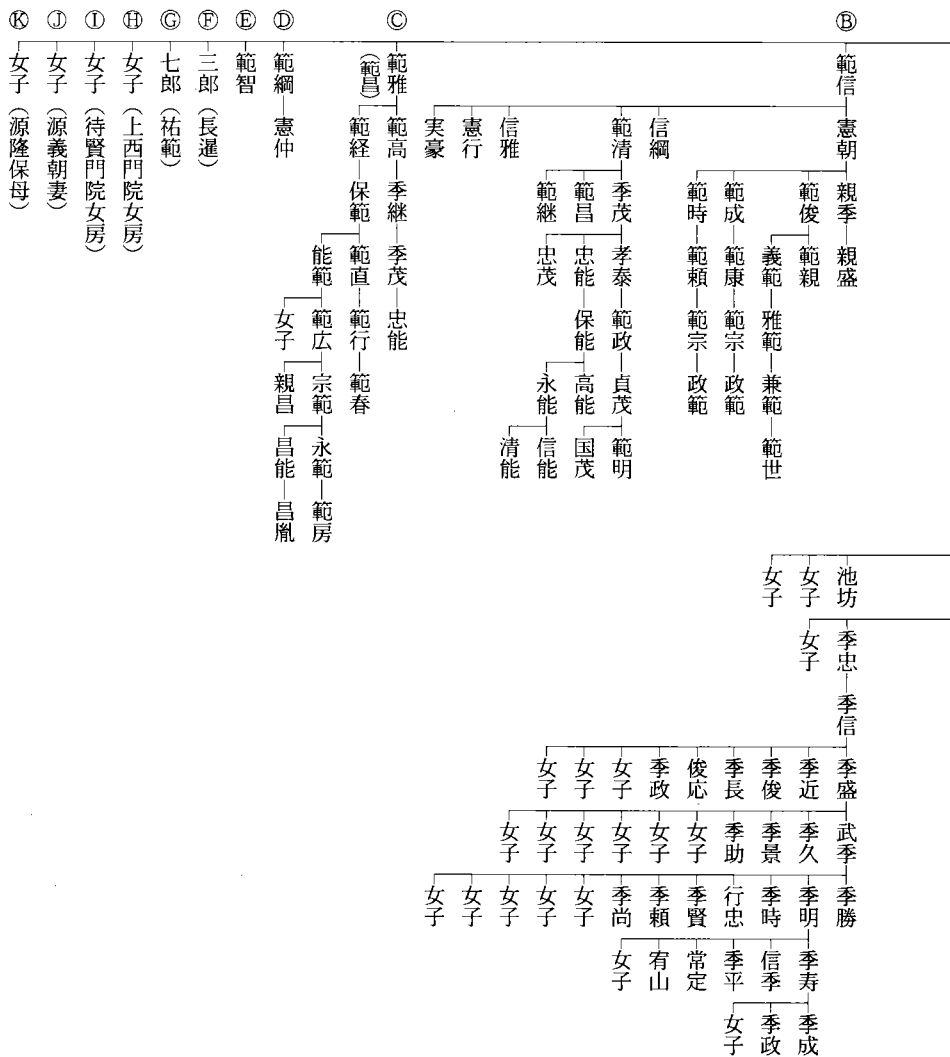 Ⓑ
範信
憲朝
親季―親盛
範俊―範親
義範―雅範―兼範―範世
範成―範康―範宗―政範
範時―範頼―範宗―政範
信綱
範清
季茂―孝泰―範政―貞茂―範明
国茂
忠能―保能―高能
永能―信能
清能
忠茂
範昌
範継
信雅
憲行
実豪
Ⓒ
範雅
(範昌)
範高―季継―季茂―忠能
範経―保範―範直―範行―範春
能範―範広―宗範―永範―範房
昌能―昌胤
親昌
女子
Ⓓ
範綱―憲仲
Ⓔ
範智
Ⓕ
三郎(長暹)
Ⓖ
七郎(祐範)
Ⓗ
女子(上西門院女房)
Ⓘ
女子(待賢門院女房)
Ⓙ
女子(源義朝妻)
Ⓚ
女子(源隆保母)
池坊
女子
女子
季忠―季信
女子
季盛
季近
季俊
季長
俊応
季政
女子
女子
女子
武季
季久
季景
季助
女子
女子
女子
女子
女子
女子
季勝
季明
季時
行忠
季賢
季頼
季尚
女子
女子
女子
女子
女子
季寿
信季
季平
常定
宥山
女子
季成
季政
女子